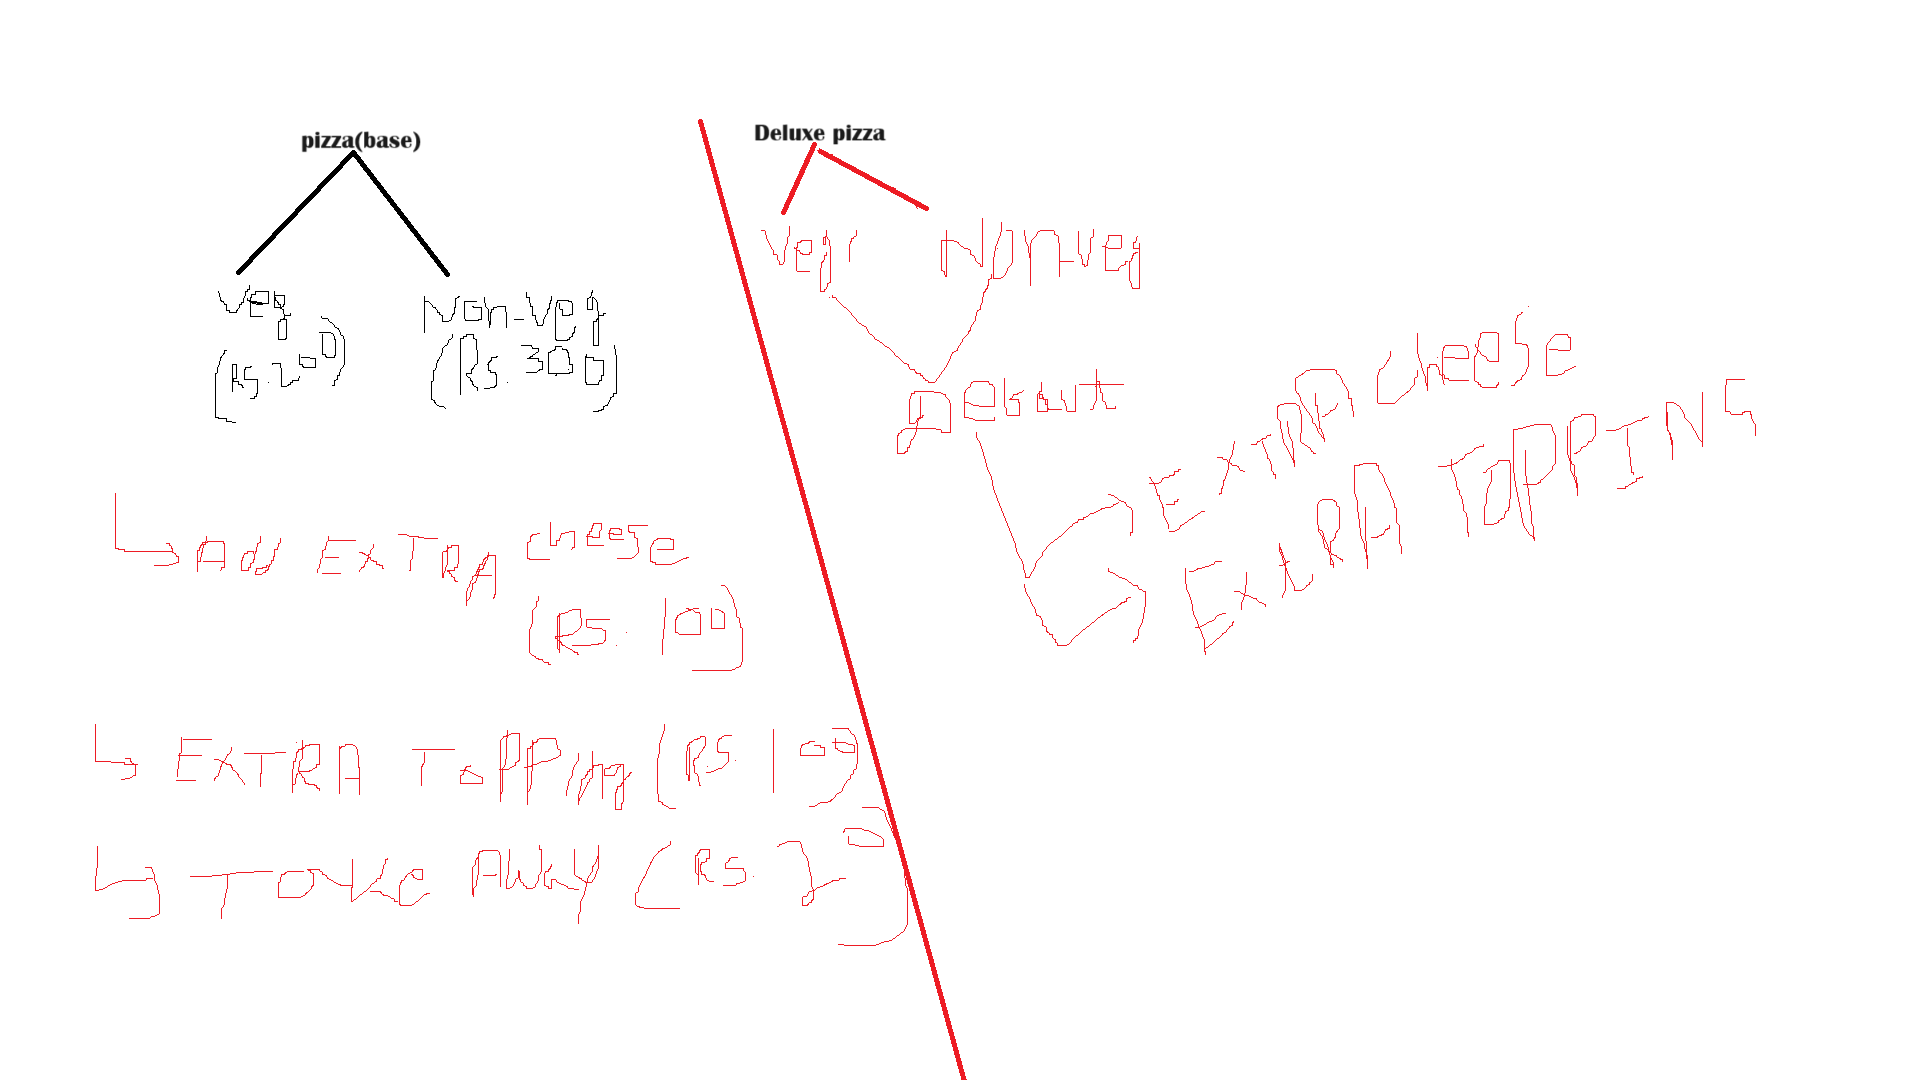 pizza(base)
Veg
(Rs.200)
Non-Veg
(Rs.300)
Add EXTRA cheese
(Rs.100)
EXTRA Topping (Rs.100)
Take AWAY (Rs.20)
Deluxe pizza
Veg
Non-veg
EXTRA cheese
ExtRA ToPPING